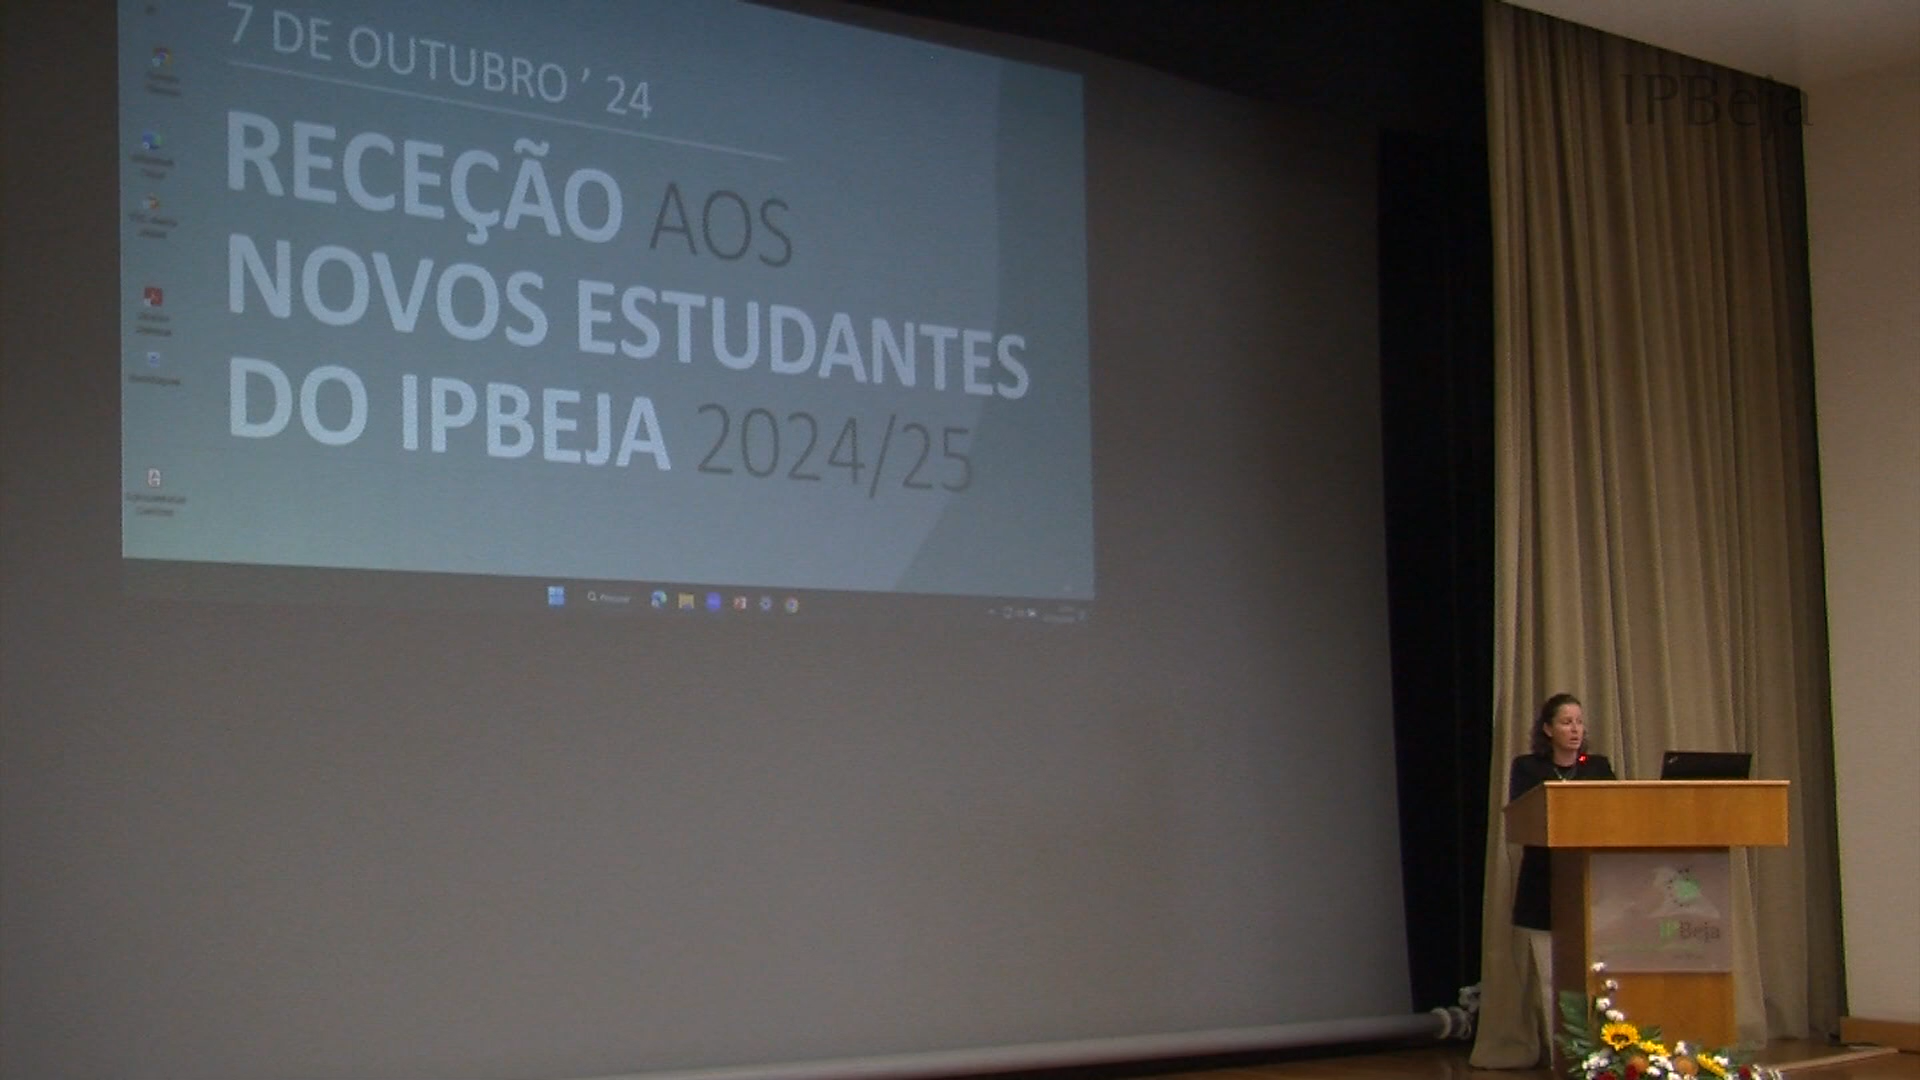 7 DE OUTUBRO ' 24
RECEÇÃO AOS
NOVOS ESTUDANTES
DO IPBEJA 2024/25
IPBeja
IPBeja